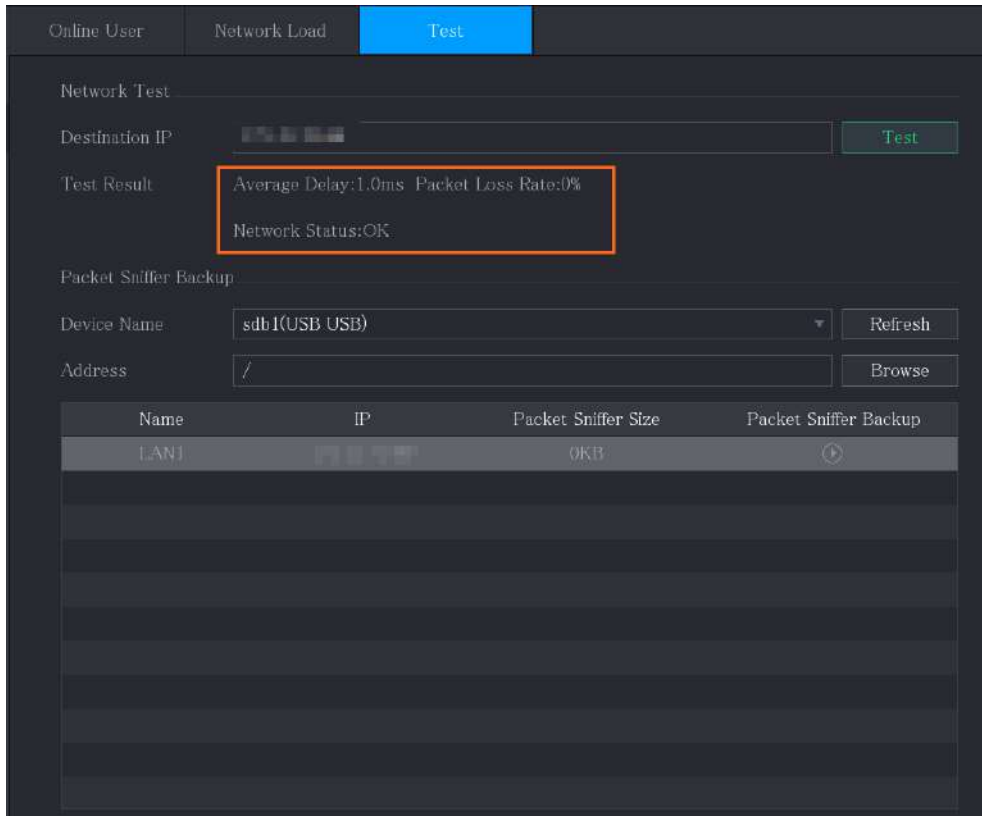 Online User Network Load Test
Network Test
Destination IP Test
Test Result Average Delay:1.0ms Packet Loss Rate:0%
Network Status:OK
Packet Sniffer Backup
Device Name sdb1(USB USB) Refresh
Address / Browse
Name IP Packet Sniffer Size Packet Sniffer Backup
LAN1 0KB